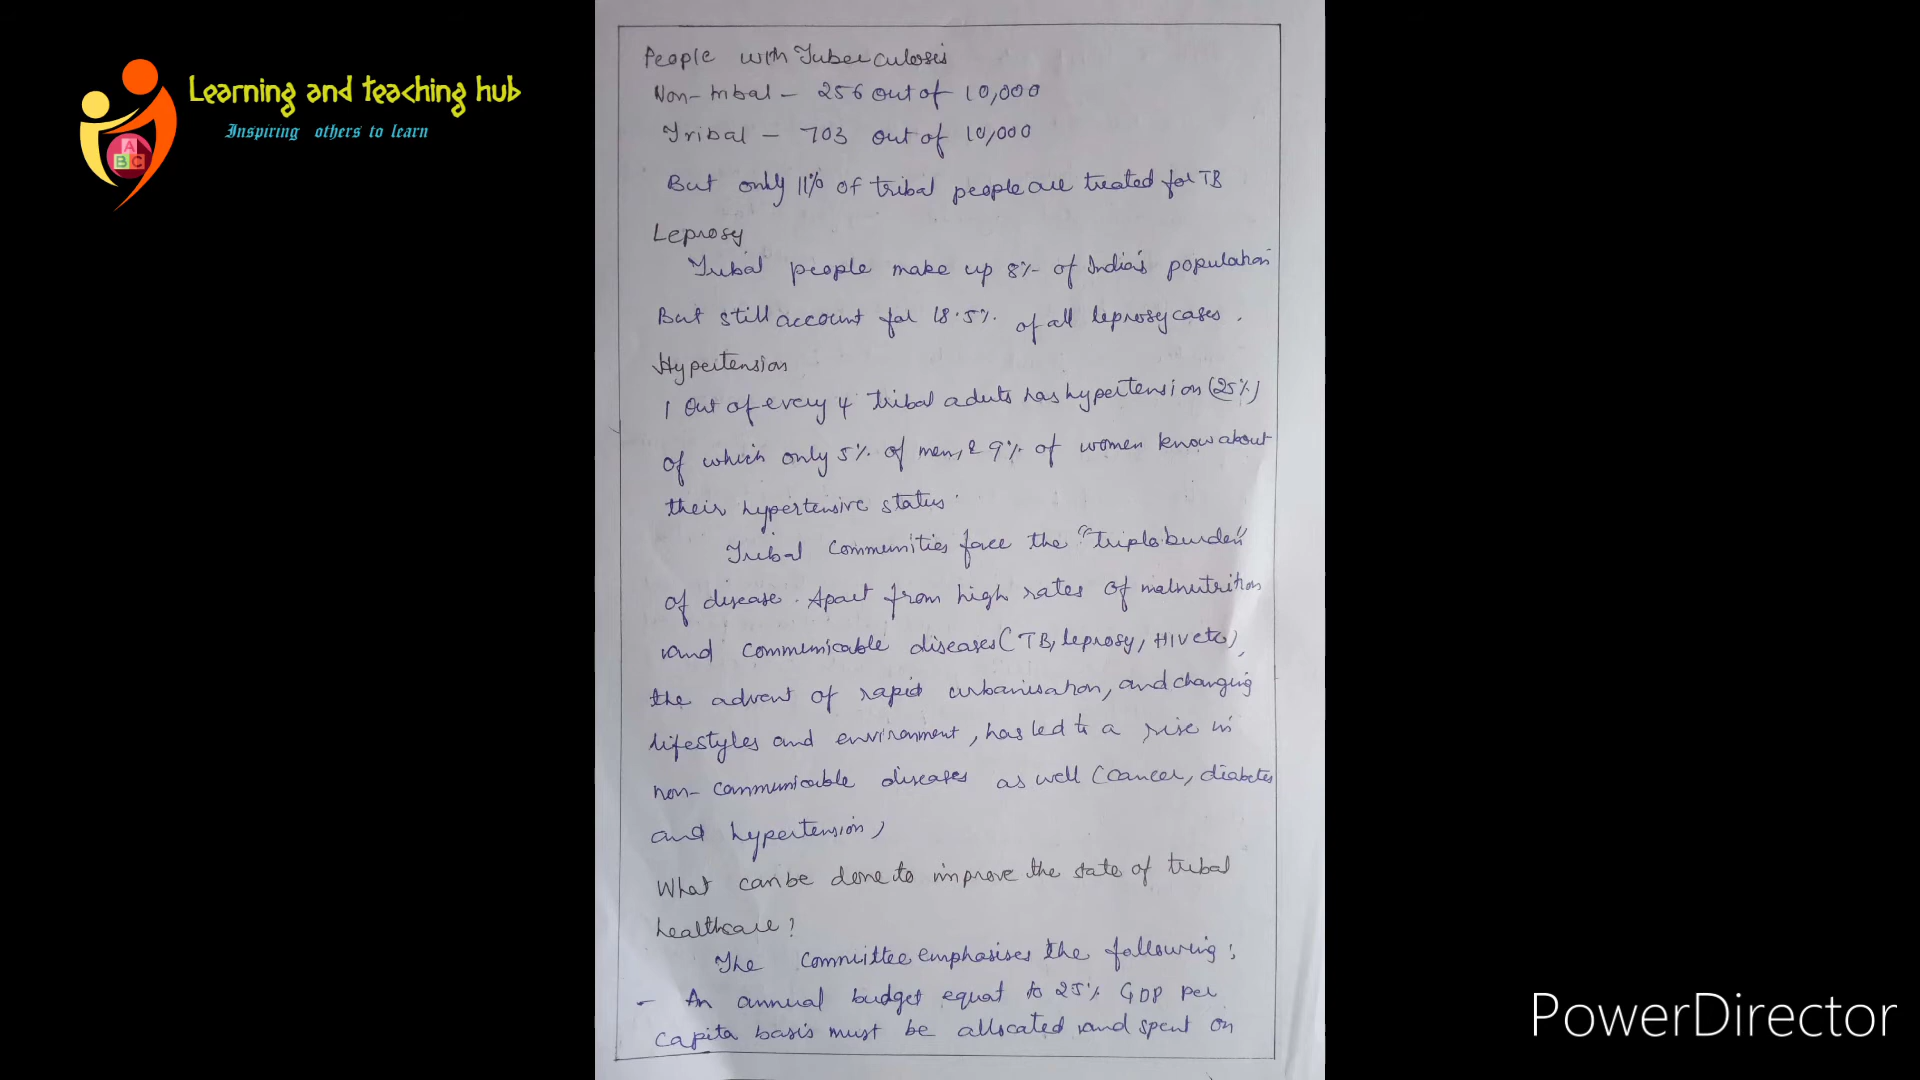 Learning and teaching hub
Inspiring others to learn
ABC
People with Tuberculosis
Non-tribal - 256 out of 10,000
Tribal - 703 out of 10,000
But only 11% of tribal people are treated for TB
Leprosy
Tribal people make up 8% of India's population
But still account for 18.5% of all leprosy cases.
Hypertension
1 Out of every 4 tribal aduts has hypertension (25%)
of which only 5% of men, & 9% of women know about
their hypertensive status.
Tribal communities face the "triple burden"
of disease. Apart from high rates of malnutrition
and communicable diseases (TB, leprosy, HIV etc),
the advent of rapid urbanisation, and changing
lifestyles and environment, has led to a rise in
non-communicable diseases as well (cancer, diabetes
and hypertension)
What can be done to improve the state of tribal
healthcare?
The Committee emphasises the following:
- An annual budget equat to 25% GDP per
capita basis must be allocated and spent on
PowerDirector